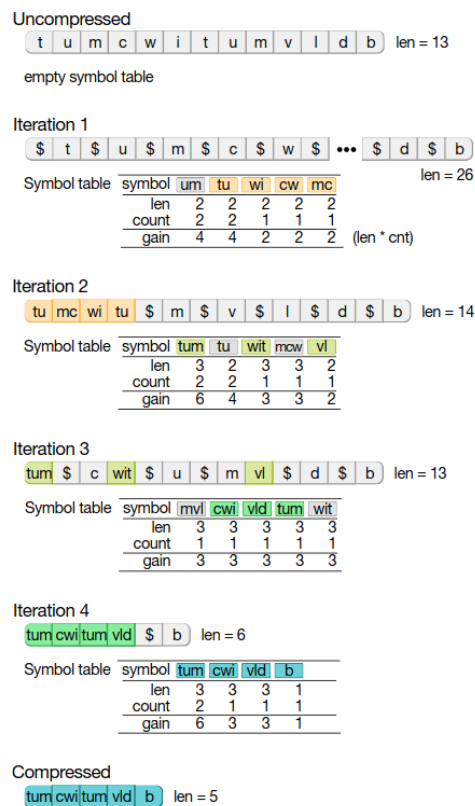 Uncompressed
t u m c w i t u m v l d b len = 13
empty symbol table
Iteration 1
$ t $ u $ m $ c $ w $ ••• $ d $ b
len = 26
Symbol table symbol um tu wi cw mc
len 2 2 2 2 2
count 2 2 1 1 1
gain 4 4 2 2 2 (len * cnt)
Iteration 2
tu mc wi tu $ m $ v $ l $ d $ b len = 14
Symbol table symbol tum tu wit mcw vl
len 3 2 3 3 2
count 2 2 1 1 1
gain 6 4 3 3 2
Iteration 3
tum $ c wit $ u $ m vl $ d $ b len = 13
Symbol table symbol mvl cwi vld tum wit
len 3 3 3 3 3
count 1 1 1 1 1
gain 3 3 3 3 3
Iteration 4
tum cwi tum vld $ b len = 6
Symbol table symbol tum cwi vld b
len 3 3 3 1
count 2 1 1 1
gain 6 3 3 1
Compressed
tum cwi tum vld b len = 5